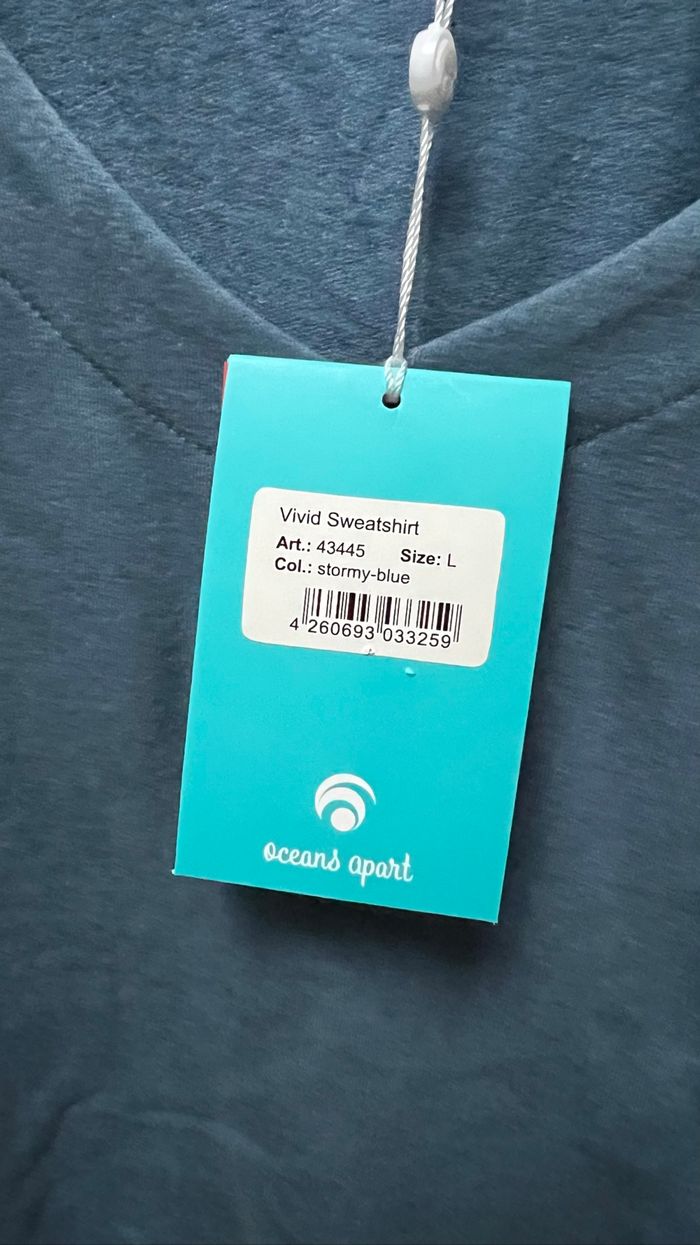 Vivid Sweatshirt
Art.: 43445 Size: L
Col.: stormy-blue
4 260693 033259
oceans apart